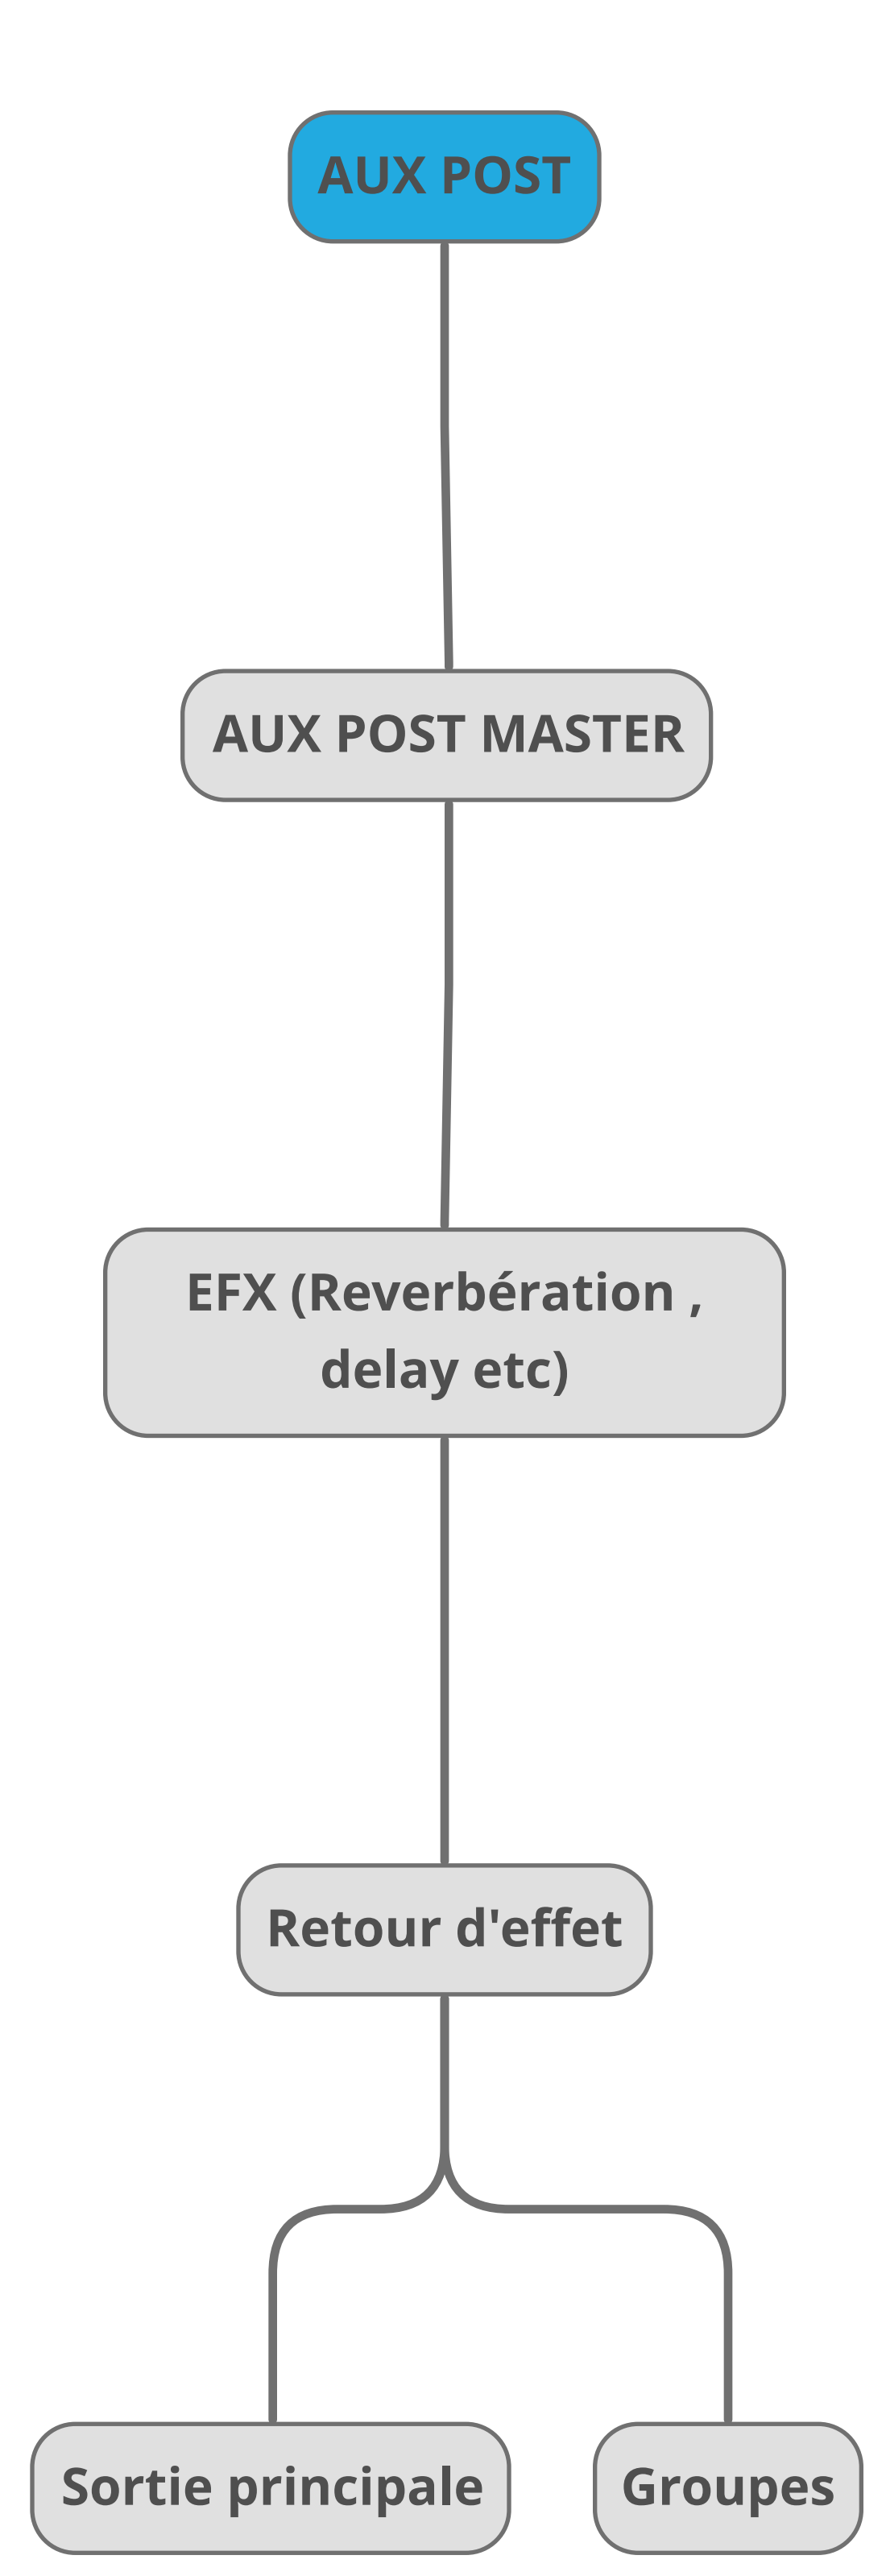 AUX POST
AUX POST MASTER
EFX (Reverbération ,
delay etc)
Retour d'effet
Sortie principale
Groupes